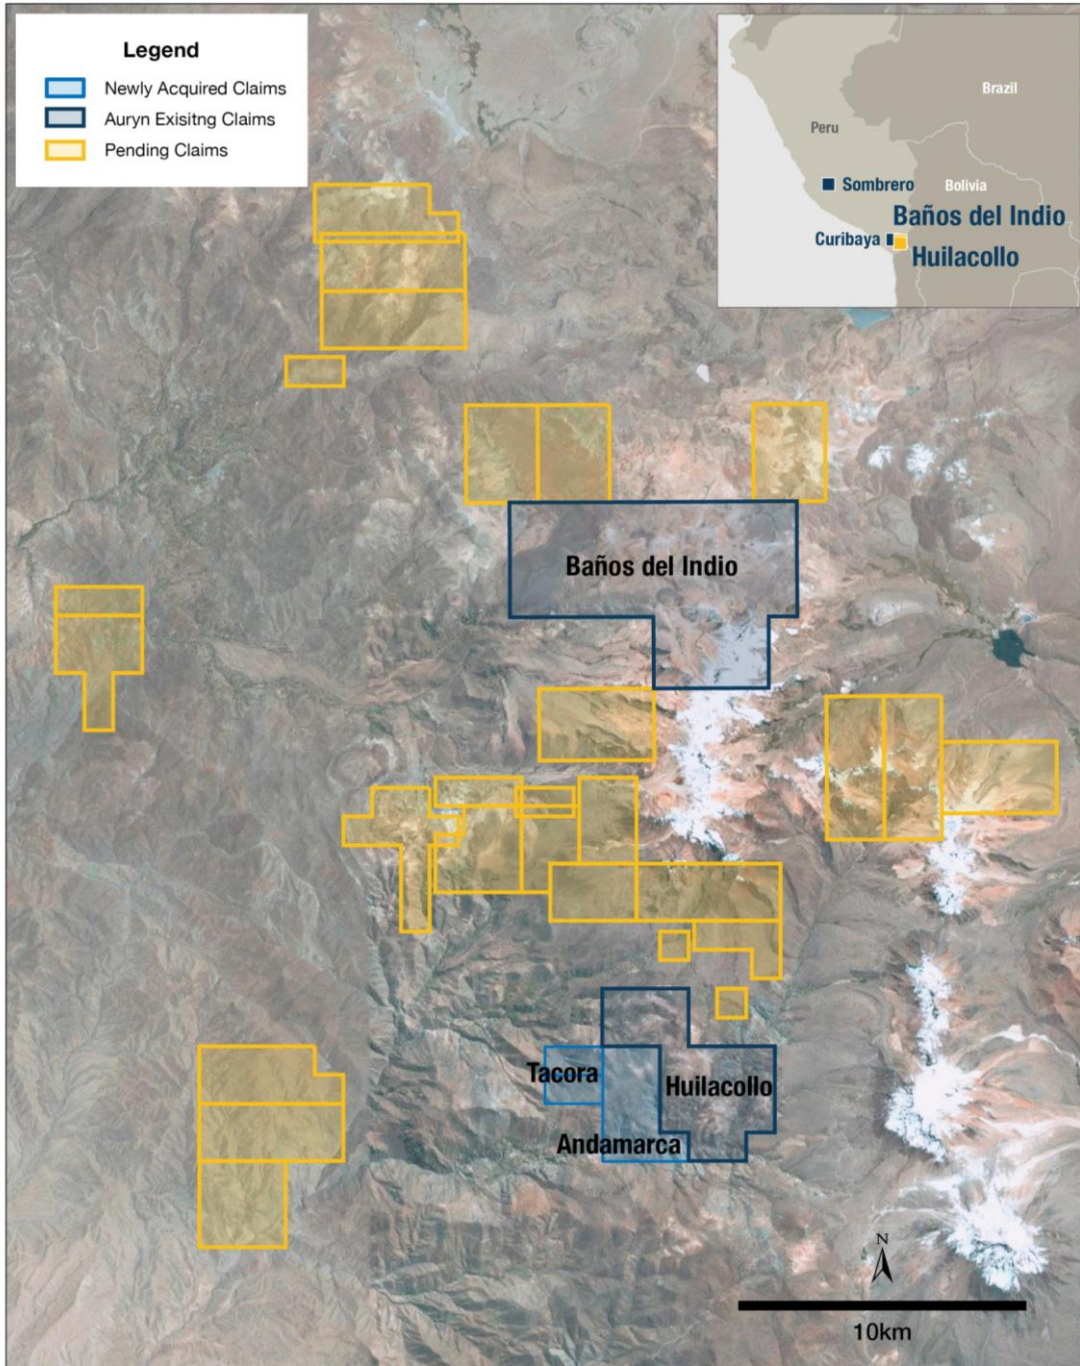 Legend
Newly Acquired Claims
Auryn Exisitng Claims
Pending Claims
Brazil
Peru
Sombrero
Bolivia
Baños del Indio
Curibaya
Huilacollo
Baños del Indio
Tacora
Huilacollo
Andamarca
N
10km